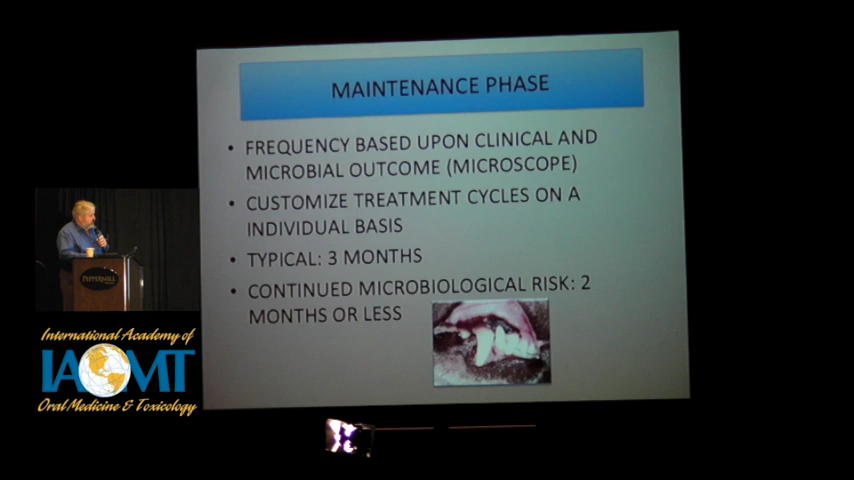 MAINTENANCE PHASE
• FREQUENCY BASED UPON CLINICAL AND
MICROBIAL OUTCOME (MICROSCOPE)
• CUSTOMIZE TREATMENT CYCLES ON A
INDIVIDUAL BASIS
• TYPICAL: 3 MONTHS
• CONTINUED MICROBIOLOGICAL RISK: 2
MONTHS OR LESS
PEPPERMILL
International Academy of
IAOMT
Oral Medicine & Toxicology